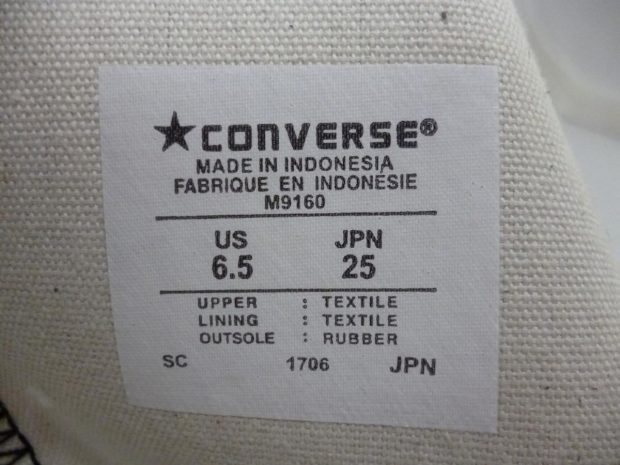 ★CONVERSE®
MADE IN INDONESIA
FABRIQUE EN INDONESIE
M9160
US JPN
6.5 25
UPPER : TEXTILE
LINING : TEXTILE
OUTSOLE : RUBBER
SC 1706 JPN